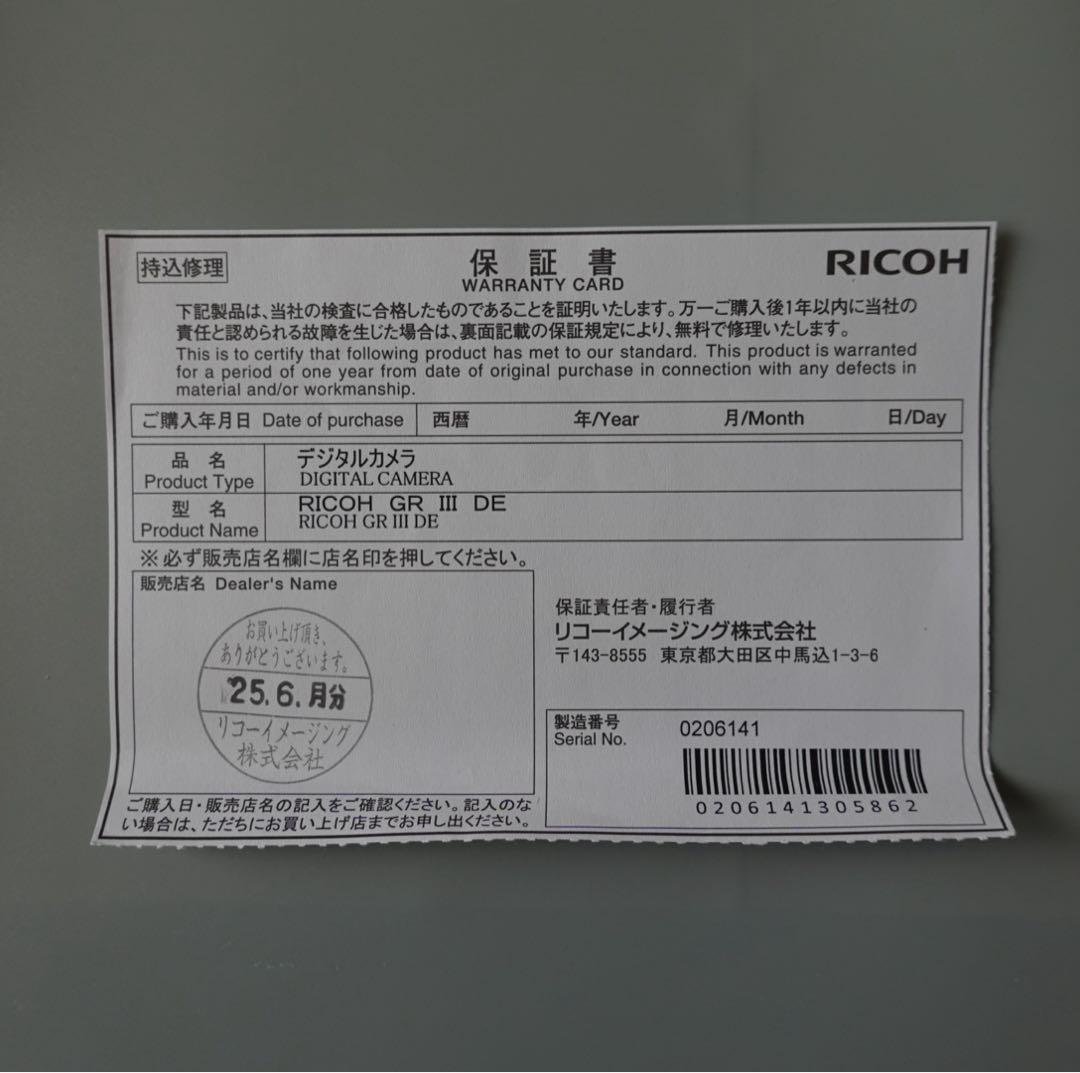 持込修理
保証書
WARRANTY CARD
RICOH
下記製品は、当社の検査に合格したものであることを証明いたします。万一ご購入後1年以内に当社の
責任と認められる故障を生じた場合は、裏面記載の保証規定により、無料で修理いたします。
This is to certify that following product has met to our standard. This product is warranted
for a period of one year from date of original purchase in connection with any defects in
material and/or workmanship.
ご購入年月日 Date of purchase 西暦 年/Year 月/Month 日/Day
品名 デジタルカメラ
Product Type DIGITAL CAMERA
型名 RICOH GR III DE
Product Name RICOH GR III DE
※必ず販売店名欄に店名印を押してください。
販売店名 Dealer's Name
お買い上げ頂き、
ありがとうございます。
'25.6.月分
リコーイメージング
株式会社
ご購入日・販売店名の記入をご確認ください。記入のな
い場合は、ただちにお買い上げ店までお申し出ください。
保証責任者・履行者
リコーイメージング株式会社
〒143-8555 東京都大田区中馬込1-3-6
製造番号 0206141
Serial No.
0206141305862